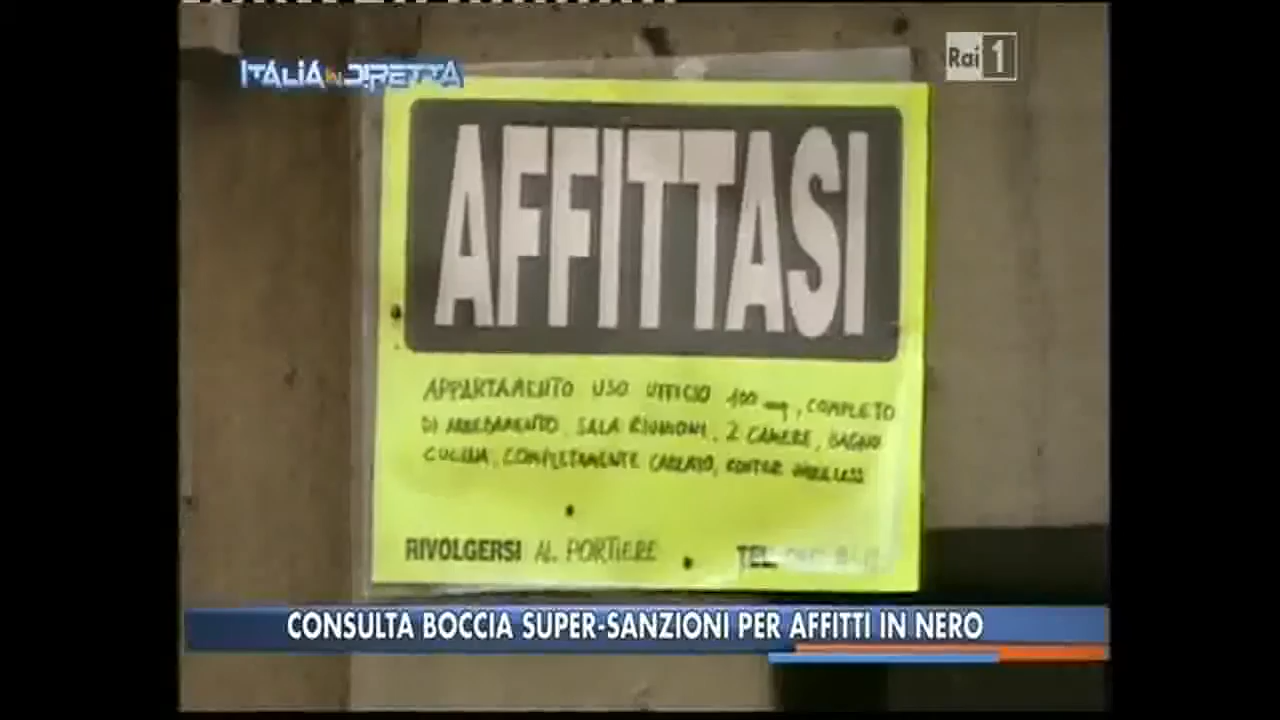 ITALIA IN DIRETTA
Rai 1
AFFITTASI
APPARTAMENTO USO UFFICIO 100 mq, COMPLETO
DI ARREDAMENTO, SALA RIUNIONI, 2 CAMERE, BAGNO
CUCINA, COMPLETAMENTE CABLATO, ROUTER WIRELESS
RIVOLGERSI AL PORTIERE TEL.
CONSULTA BOCCIA SUPER-SANZIONI PER AFFITTI IN NERO